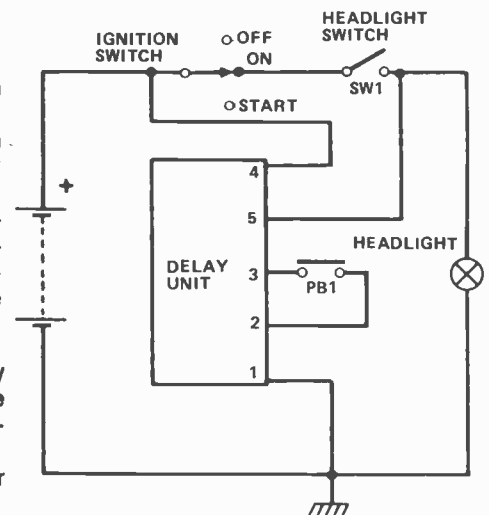 IGNITION
SWITCH
OFF
ON
START
HEADLIGHT
SWITCH
SW1
+
4
5
3
2
1
DELAY
UNIT
PB1
HEADLIGHT